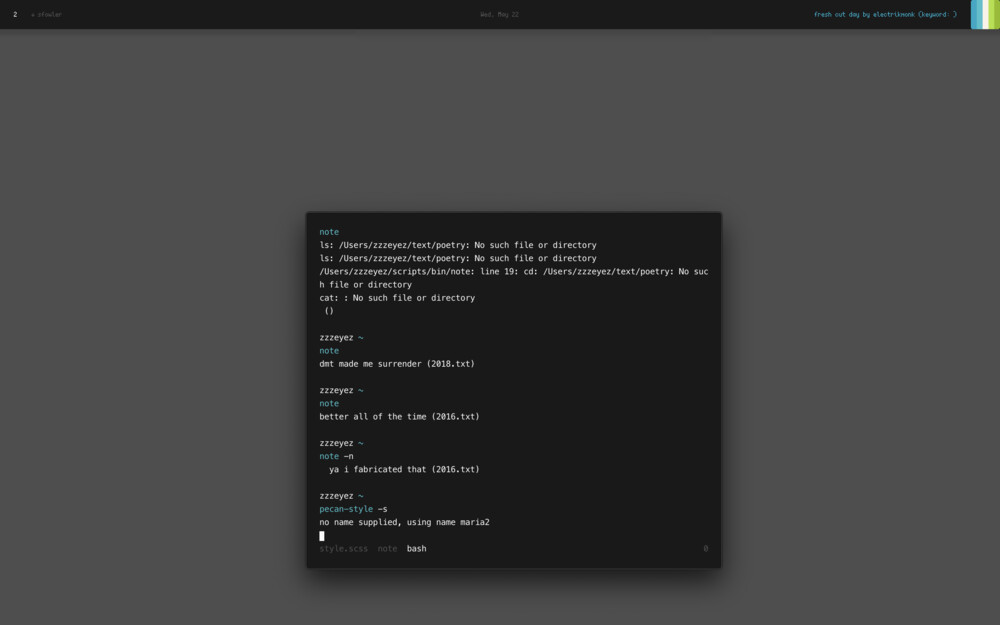 2
Wed, May 22
fresh cut day by electrikmonk (keyword: )
note
ls: /Users/zzzeyez/text/poetry: No such file or directory
ls: /Users/zzzeyez/text/poetry: No such file or directory
/Users/zzzeyez/scripts/bin/note: line 19: cd: /Users/zzzeyez/text/poetry: No suc
h file or directory
cat: : No such file or directory
()
zzzeyez ~
note
dmt made me surrender (2018.txt)
zzzeyez ~
note
better all of the time (2016.txt)
zzzeyez ~
note -n
ya i fabricated that (2016.txt)
zzzeyez ~
pecan-style -s
no name supplied, using name maria2
style.scss note bash 0